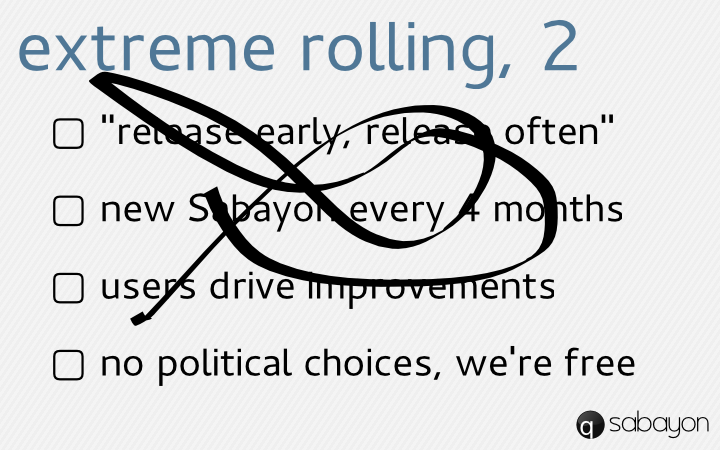 extreme rolling, 2
"release early, release often"
new Sabayon every 4 months
users drive improvements
no political choices, we're free
sabayon